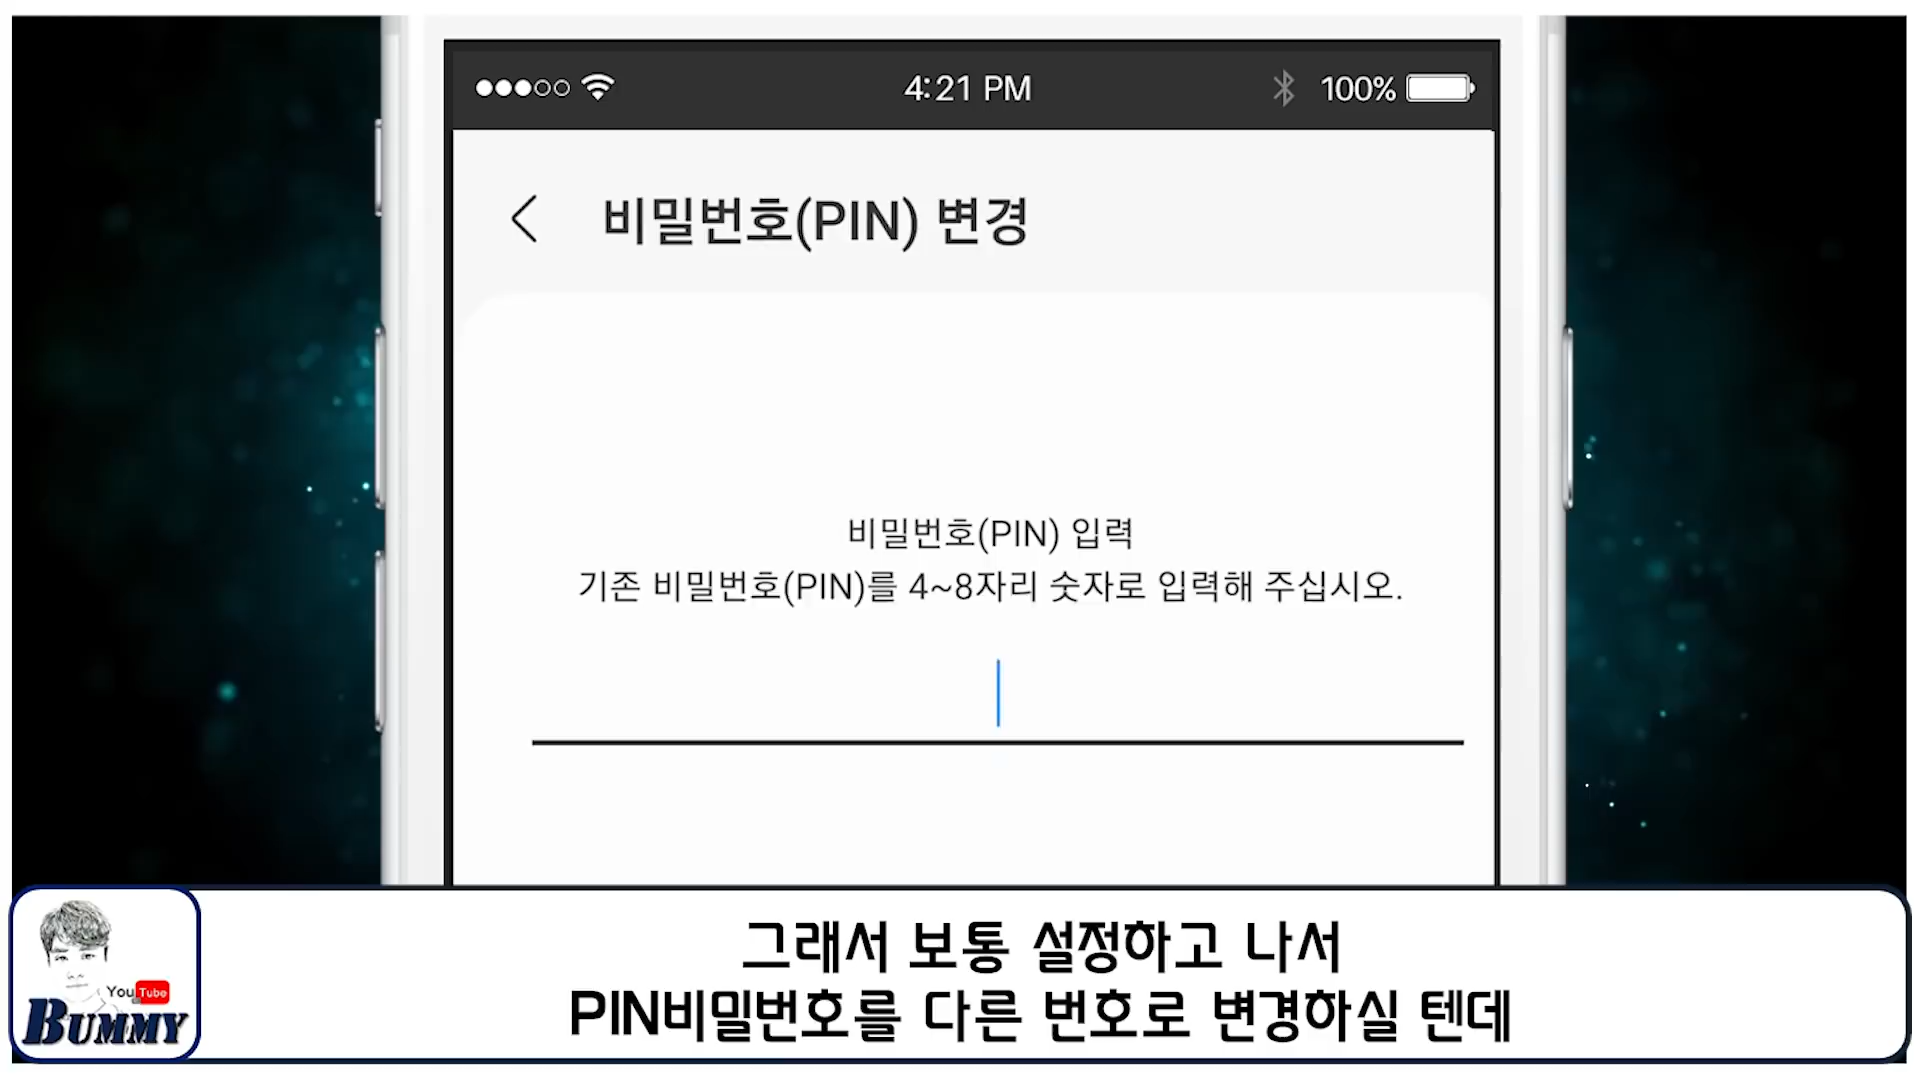 4:21 PM
100%
비밀번호(PIN) 변경
비밀번호(PIN) 입력
기존 비밀번호(PIN)를 4~8자리 숫자로 입력해 주십시오.
그래서 보통 설정하고 나서
PIN비밀번호를 다른 번호로 변경하실 텐데
YouTube
BUMMY